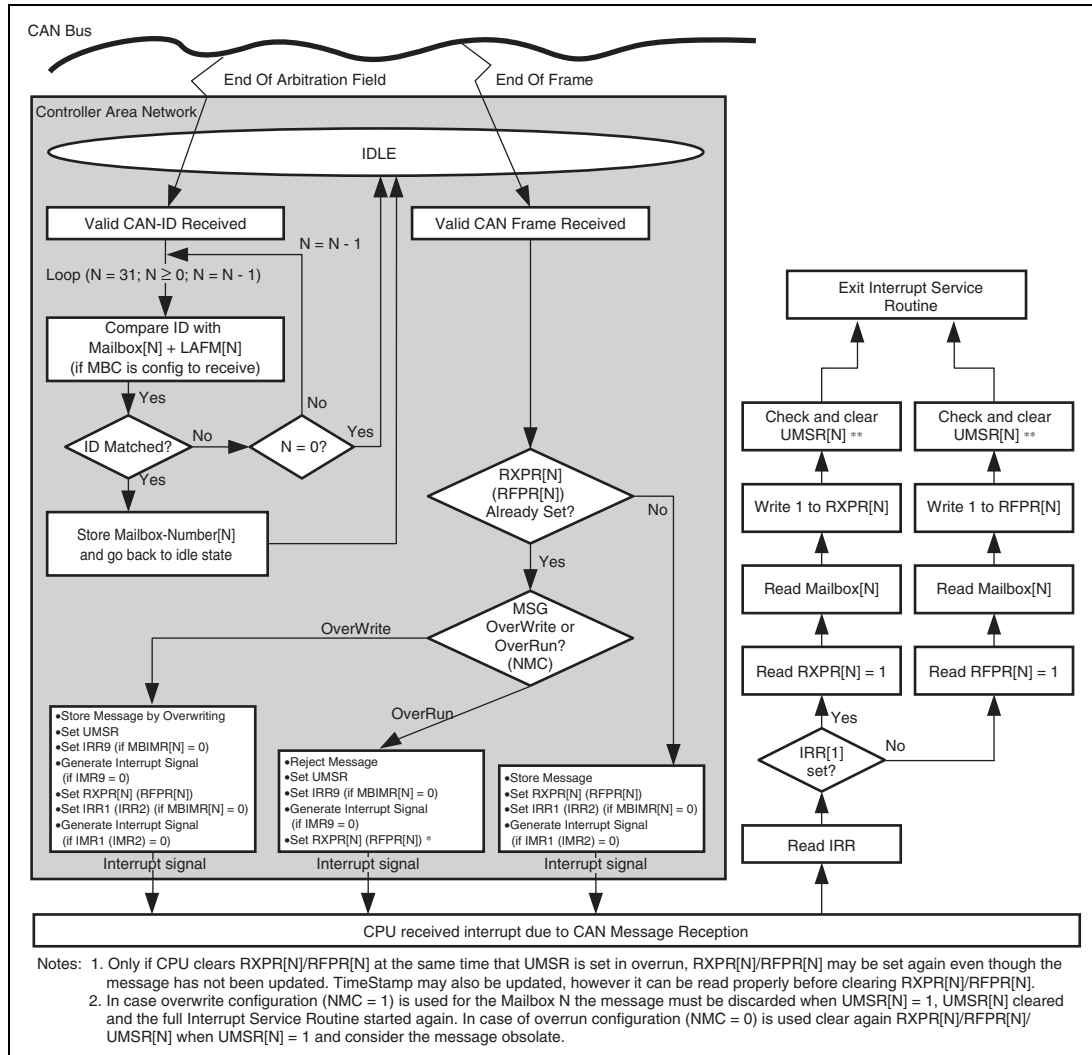 CAN Bus
End Of Arbitration Field
End Of Frame
Controller Area Network
IDLE
Valid CAN-ID Received
Valid CAN Frame Received
N = N - 1
Loop (N = 31; N ≥ 0; N = N - 1)
Compare ID with
Mailbox[N] + LAFM[N]
(if MBC is config to receive)
Yes
No
ID Matched?
No
N = 0?
Yes
Yes
Store Mailbox-Number[N]
and go back to idle state
RXPR[N]
(RFPR[N])
Already Set?
No
Yes
MSG
OverWrite or
OverRun?
(NMC)
OverWrite
OverRun
•Store Message by Overwriting
•Set UMSR
•Set IRR9 (if MBIMR[N] = 0)
•Generate Interrupt Signal
(if IMR9 = 0)
•Set RXPR[N] (RFPR[N])
•Set IRR1 (IRR2) (if MBIMR[N] = 0)
•Generate Interrupt Signal
(if IMR1 (IMR2) = 0)
Interrupt signal
•Reject Message
•Set UMSR
•Set IRR9 (if MBIMR[N] = 0)
•Generate Interrupt Signal
(if IMR9 = 0)
•Set RXPR[N] (RFPR[N]) *
Interrupt signal
•Store Message
•Set RXPR[N] (RFPR[N])
•Set IRR1 (IRR2) (if MBIMR[N] = 0)
•Generate Interrupt Signal
(if IMR1 (IMR2) = 0)
Interrupt signal
Exit Interrupt Service
Routine
Check and clear
UMSR[N] **
Check and clear
UMSR[N] **
Write 1 to RXPR[N]
Write 1 to RFPR[N]
Read Mailbox[N]
Read Mailbox[N]
Read RXPR[N] = 1
Read RFPR[N] = 1
Yes
IRR[1]
set?
No
Read IRR
CPU received interrupt due to CAN Message Reception
Notes: 1. Only if CPU clears RXPR[N]/RFPR[N] at the same time that UMSR is set in overrun, RXPR[N]/RFPR[N] may be set again even though the
message has not been updated. TimeStamp may also be updated, however it can be read properly before clearing RXPR[N]/RFPR[N].
2. In case overwrite configuration (NMC = 1) is used for the Mailbox N the message must be discarded when UMSR[N] = 1, UMSR[N] cleared
and the full Interrupt Service Routine started again. In case of overrun configuration (NMC = 0) is used clear again RXPR[N]/RFPR[N]/
UMSR[N] when UMSR[N] = 1 and consider the message obsolate.